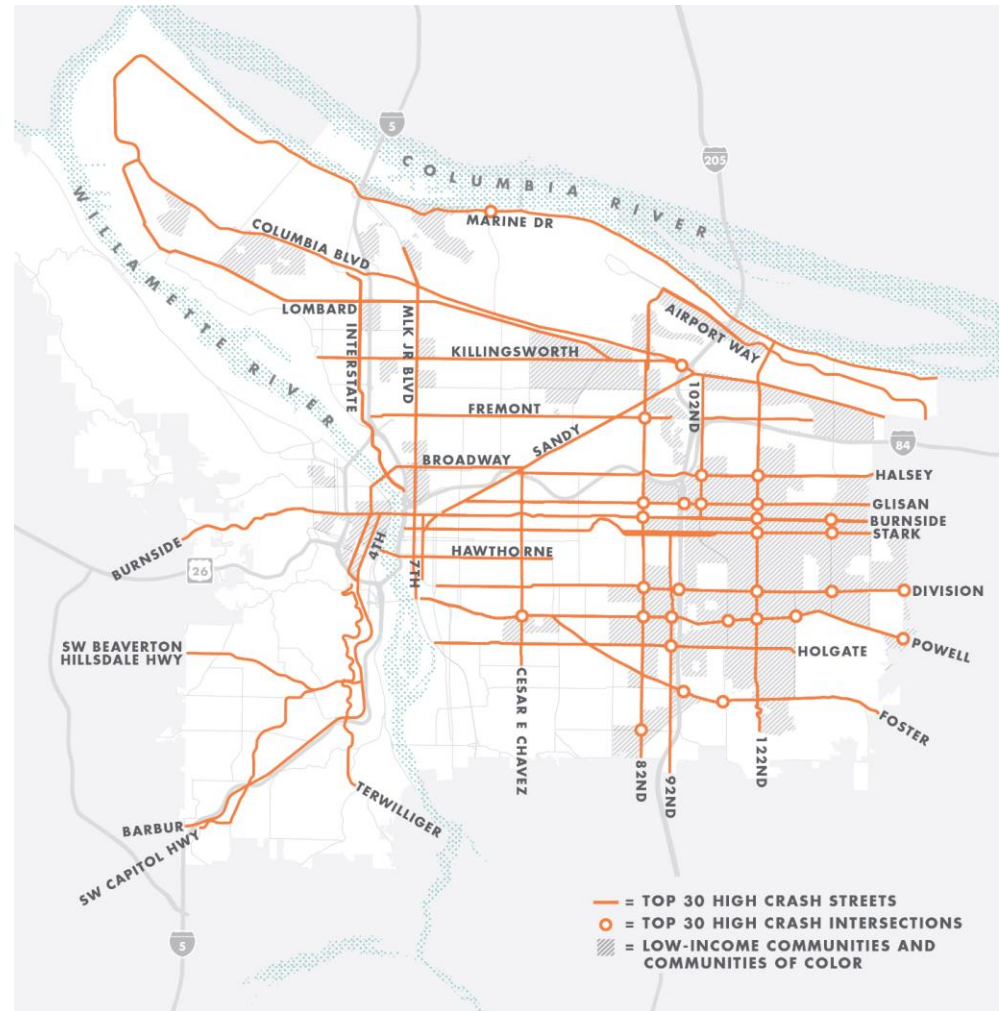 5
COLUMBIA RIVER
205
MARINE DR
WILLAMETTE RIVER
COLUMBIA BLVD
LOMBARD
INTERSTATE
MLK JR BLVD
AIRPORT WAY
KILLINGSWORTH
102ND
FREMONT
SANDY
84
BROADWAY
HALSEY
GLISAN
BURNSIDE
STARK
BURNSIDE
4TH
7TH
HAWTHORNE
26
DIVISION
SW BEAVERTON
HILLSDALE HWY
POWELL
HOLGATE
CESAR E CHAVEZ
FOSTER
82ND
92ND
122ND
TERWILLIGER
BARBUR
SW CAPITOL HWY
5
= TOP 30 HIGH CRASH STREETS
= TOP 30 HIGH CRASH INTERSECTIONS
= LOW-INCOME COMMUNITIES AND
COMMUNITIES OF COLOR